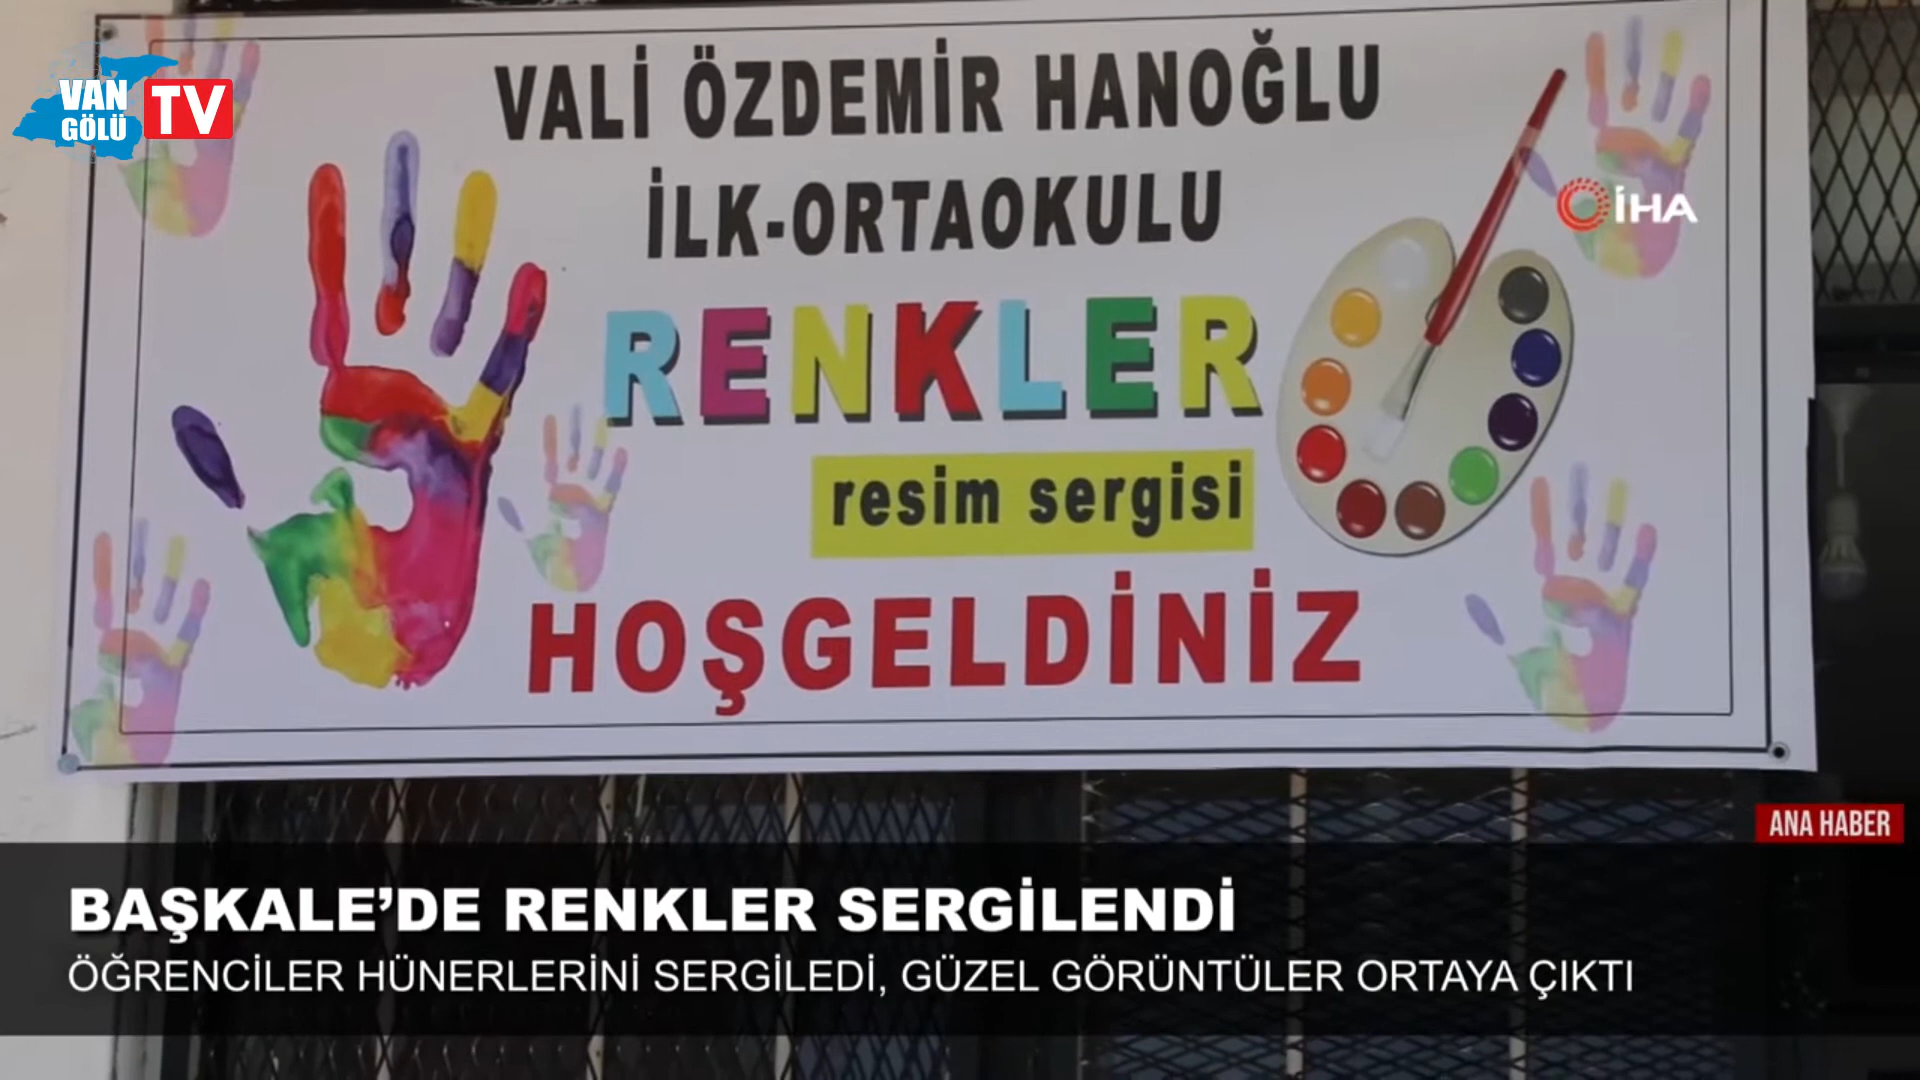 VAN
GÖLÜ
TV
VALİ ÖZDEMİR HANOĞLU
İLK-ORTAOKULU
İHA
RENKLER
resim sergisi
HOŞGELDİNİZ
ANA HABER
BAŞKALE’DE RENKLER SERGİLENDİ
ÖĞRENCİLER HÜNERLERİNİ SERGİLEDİ, GÜZEL GÖRÜNTÜLER ORTAYA ÇIKTI